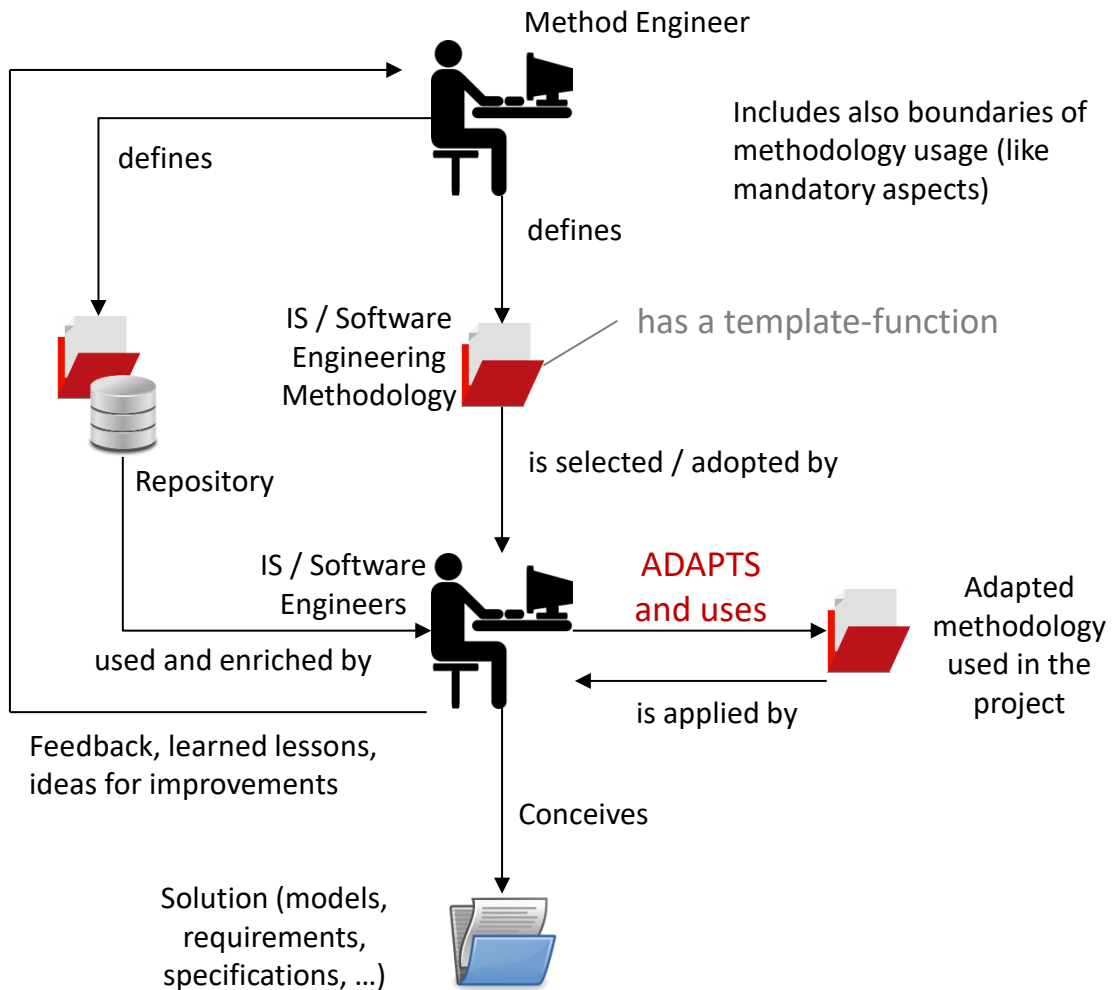 Method Engineer
Includes also boundaries of
methodology usage (like
mandatory aspects)
defines
defines
IS / Software
Engineering
Methodology
has a template-function
is selected / adopted by
Repository
IS / Software
Engineers
ADAPTS
and uses
Adapted
methodology
used in the
project
used and enriched by
is applied by
Feedback, learned lessons,
ideas for improvements
Conceives
Solution (models,
requirements,
specifications, …)